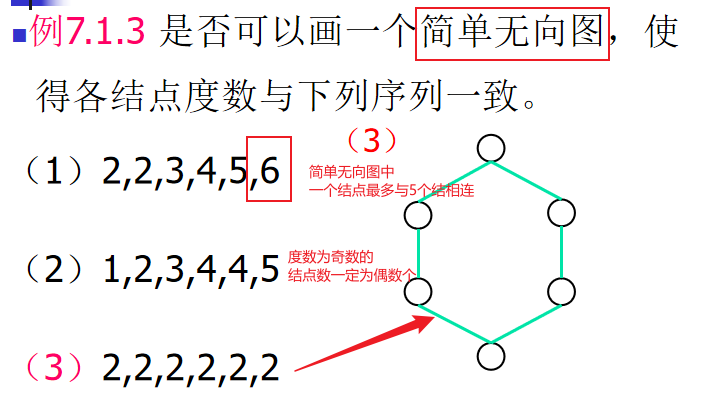 例7.1.3 是否可以画一个简单无向图，使
得各结点度数与下列序列一致。
（3）
（1）2,2,3,4,5,6
简单无向图中
一个结点最多与5个结相连
（2）1,2,3,4,4,5
度数为奇数的
结点数一定为偶数个
（3）2,2,2,2,2,2